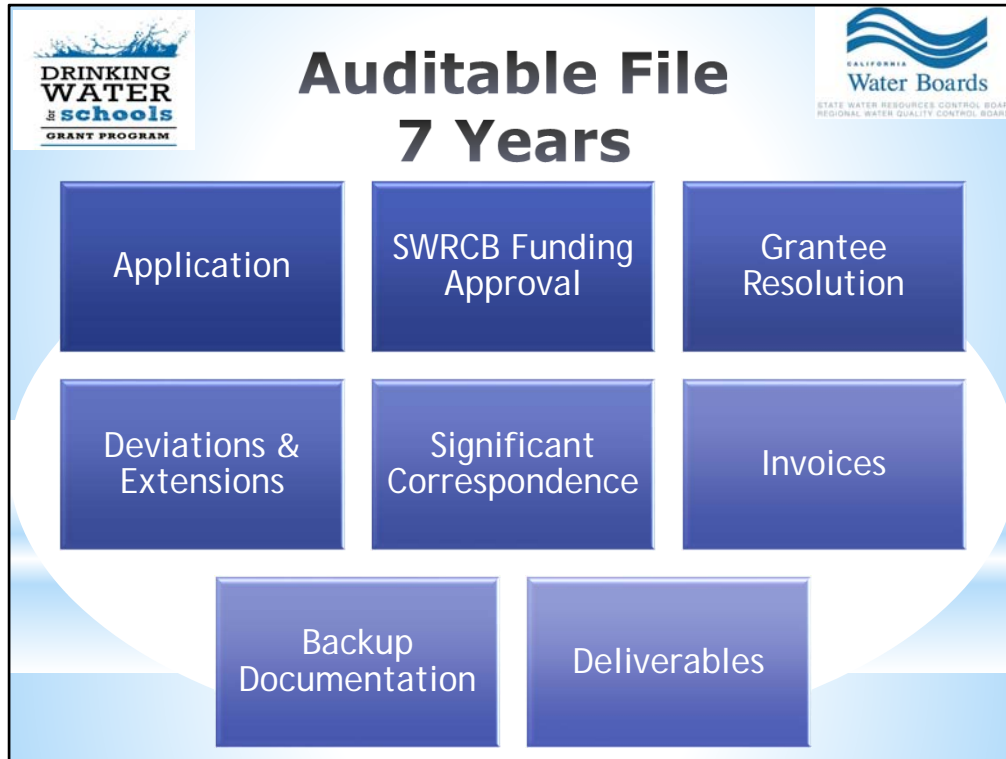 DRINKING
WATER
for schools
GRANT PROGRAM
Auditable File
7 Years
CALIFORNIA
Water Boards
STATE WATER RESOURCES CONTROL BOAR
REGIONAL WATER QUALITY CONTROL BOARD
Application
SWRCB Funding
Approval
Grantee
Resolution
Deviations &
Extensions
Significant
Correspondence
Invoices
Backup
Documentation
Deliverables